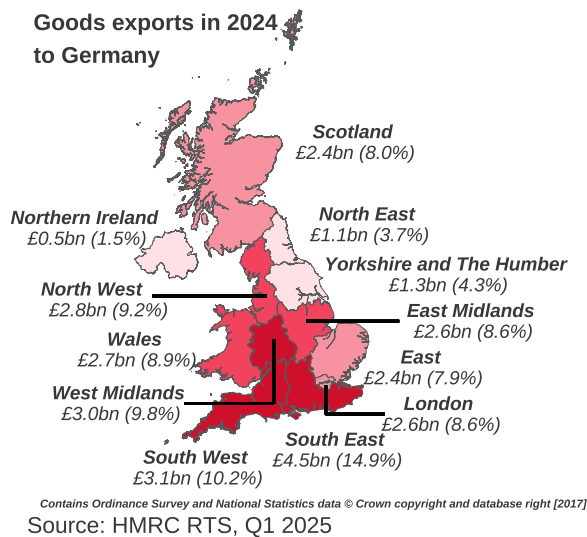 Goods exports in 2024
to Germany
Scotland
£2.4bn (8.0%)
Northern Ireland
£0.5bn (1.5%)
North East
£1.1bn (3.7%)
Yorkshire and The Humber
£1.3bn (4.3%)
North West
£2.8bn (9.2%)
East Midlands
£2.6bn (8.6%)
Wales
£2.7bn (8.9%)
East
£2.4bn (7.9%)
West Midlands
£3.0bn (9.8%)
London
£2.6bn (8.6%)
South East
£4.5bn (14.9%)
South West
£3.1bn (10.2%)
Contains Ordinance Survey and National Statistics data © Crown copyright and database right [2017]
Source: HMRC RTS, Q1 2025